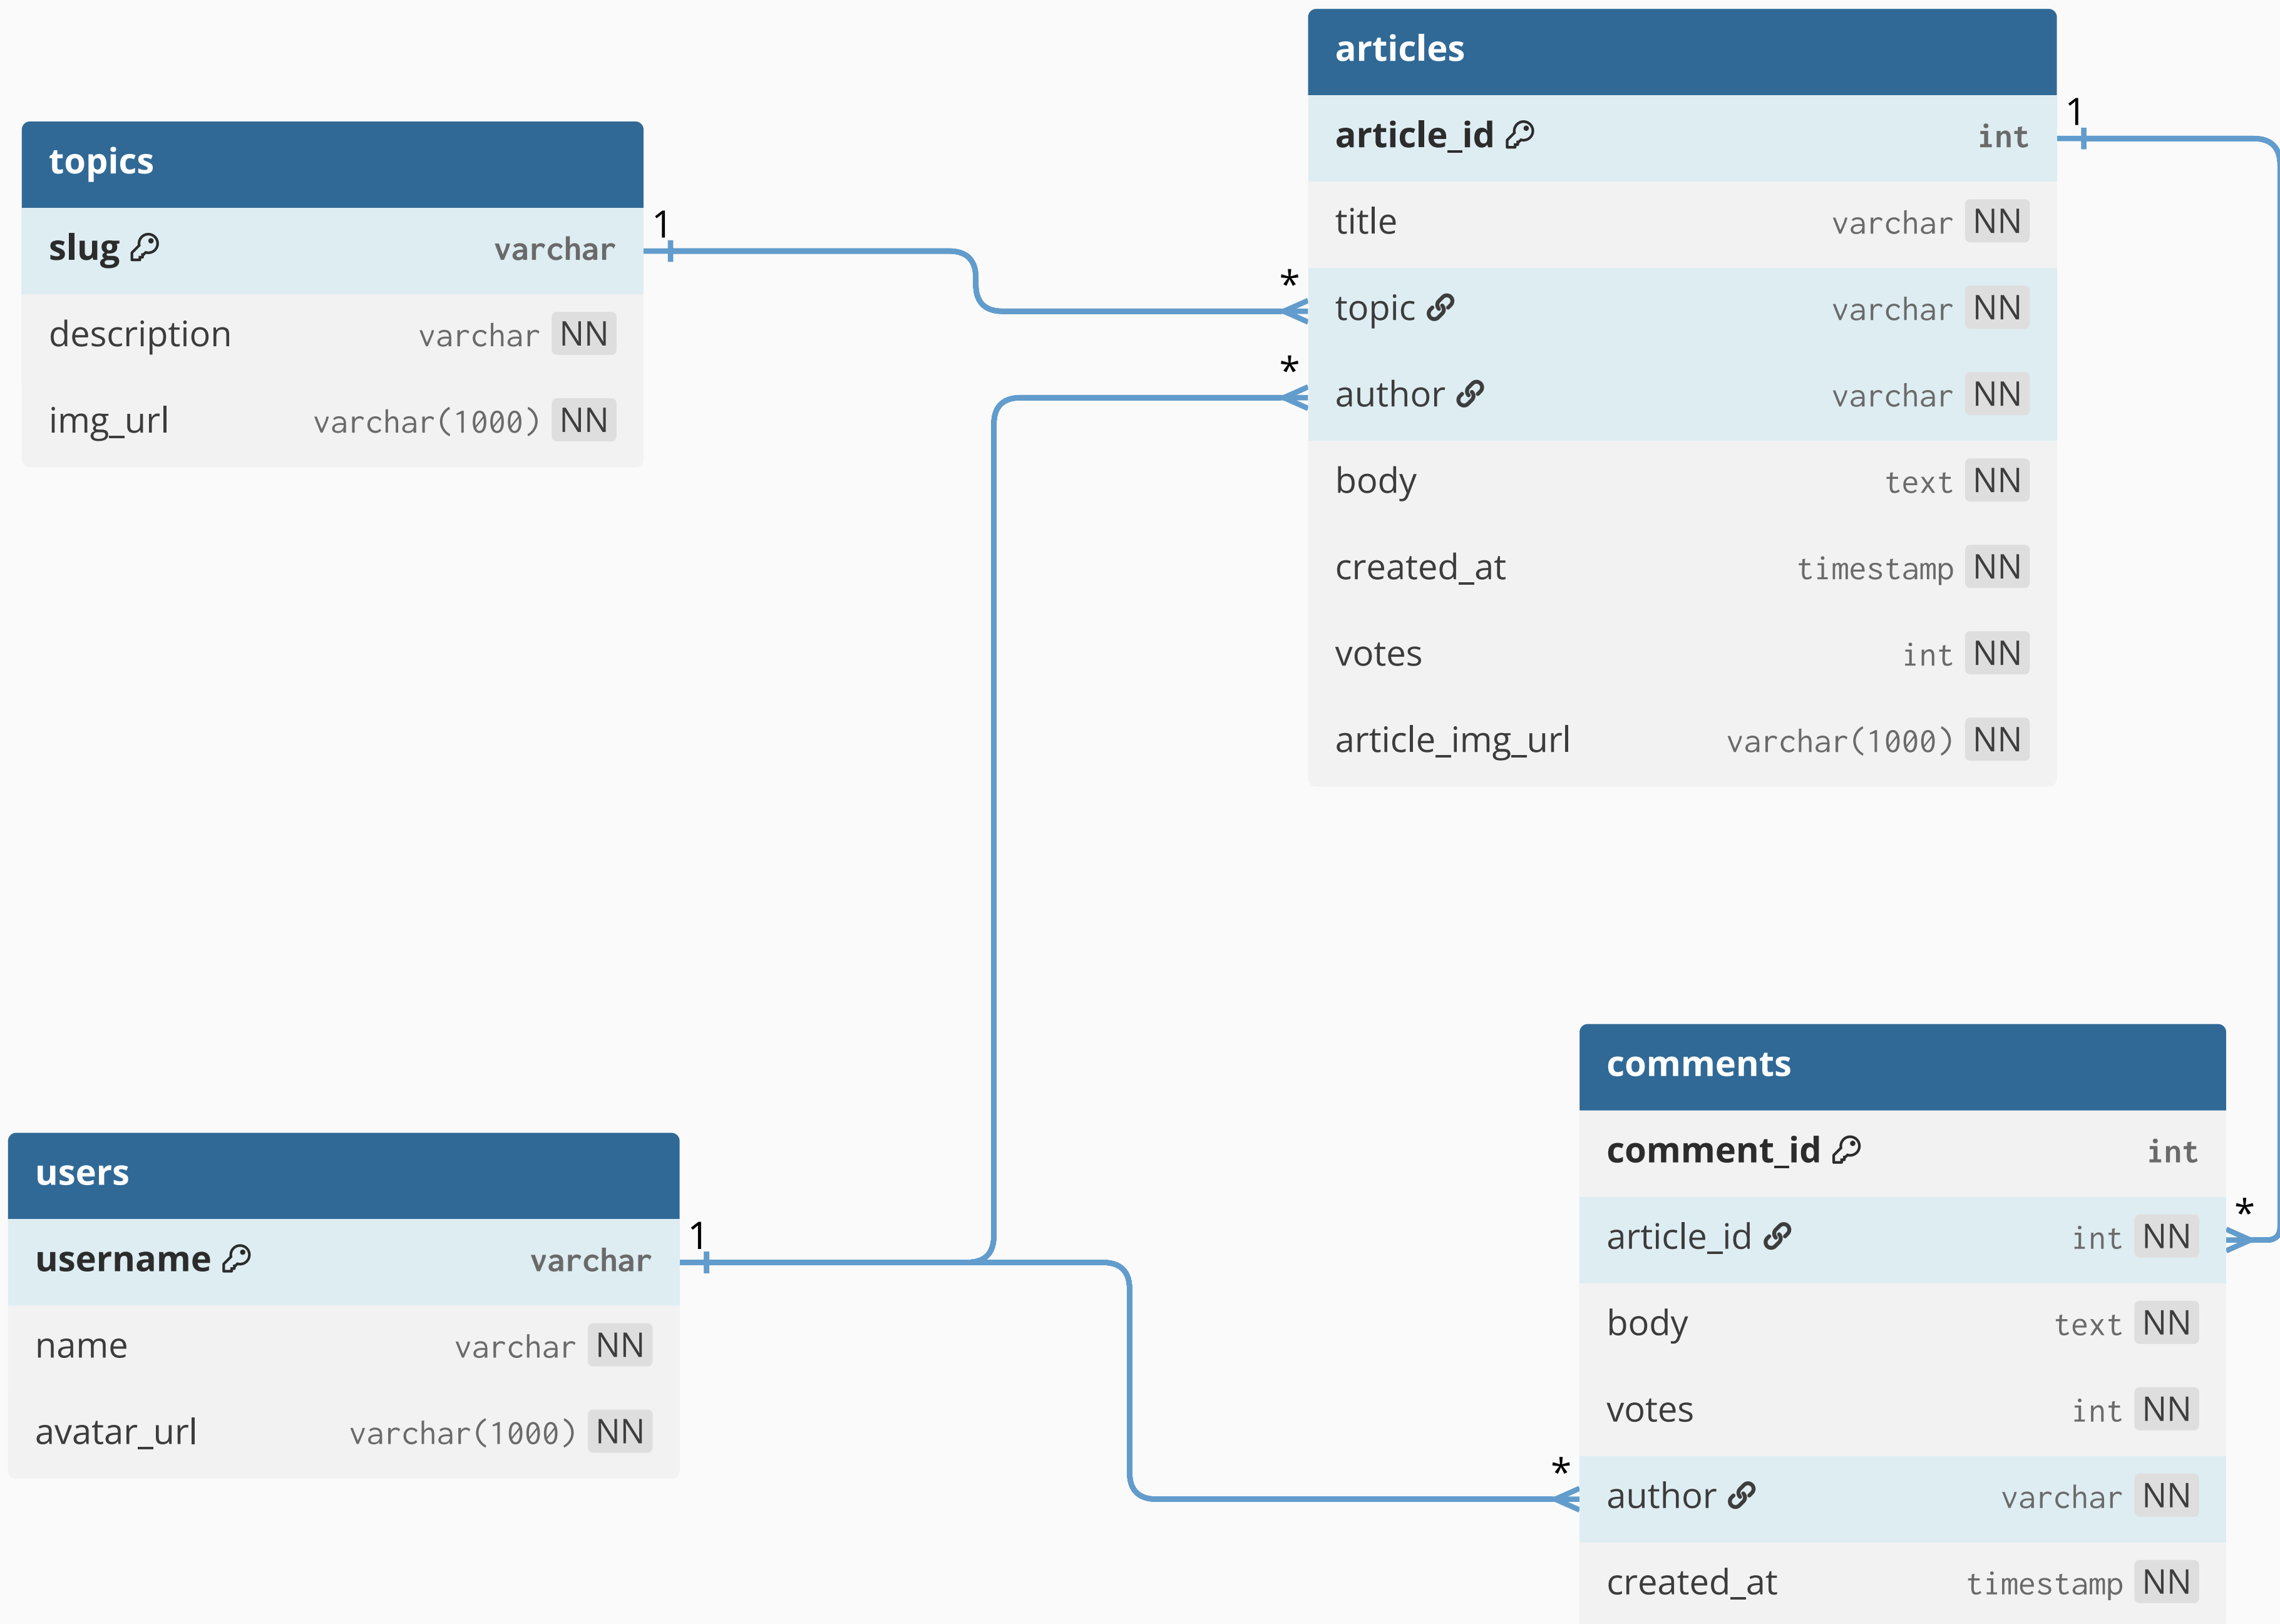 topics
slug varchar
description varchar NN
img_url varchar(1000) NN
1
*
*
articles
article_id int
title varchar NN
topic varchar NN
author varchar NN
body text NN
created_at timestamp NN
votes int NN
article_img_url varchar(1000) NN
1
users
username varchar
name varchar NN
avatar_url varchar(1000) NN
1
*
comments
comment_id int
article_id int NN
body text NN
votes int NN
author varchar NN
created_at timestamp NN
*